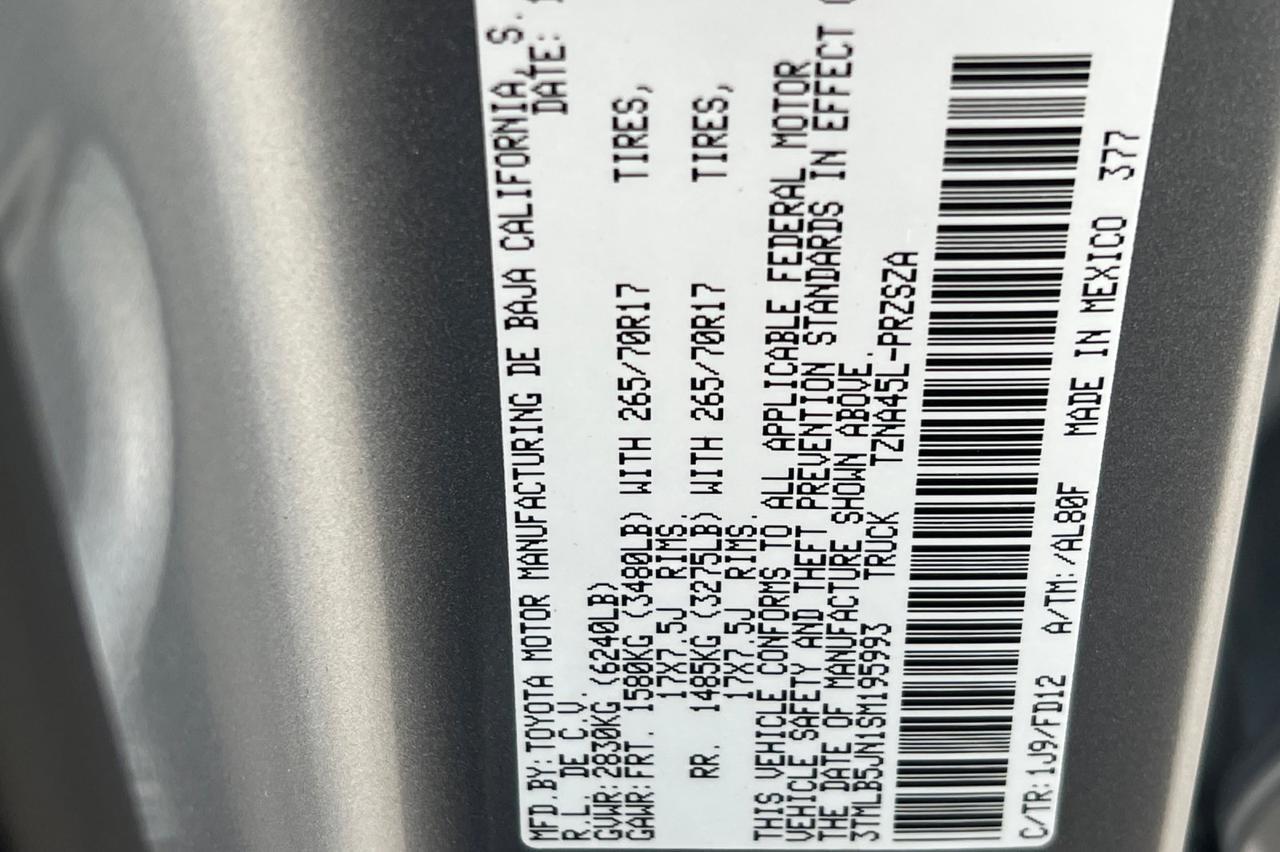 MFD.BY:TOYOTA MOTOR MANUFACTURING DE BAJA CALIFORNIA, S.
R.L. DE C.V. DATE:
GVWR:2830KG (6240LB)
GAWR:FRT. 1580KG (3480LB) WITH 265/70R17 TIRES,
17X7.5J RIMS.
RR. 1485KG (3275LB) WITH 265/70R17 TIRES,
17X7.5J RIMS.
THIS VEHICLE CONFORMS TO ALL APPLICABLE FEDERAL MOTOR
VEHICLE SAFETY AND THEFT PREVENTION STANDARDS IN EFFECT
THE DATE OF MANUFACTURE SHOWN ABOVE.
3TMLB5JN1SM195993 TRUCK TZNA45L-PRZSZA
C/TR:1J9/FD12 A/TM:/AL80F MADE IN MEXICO 377